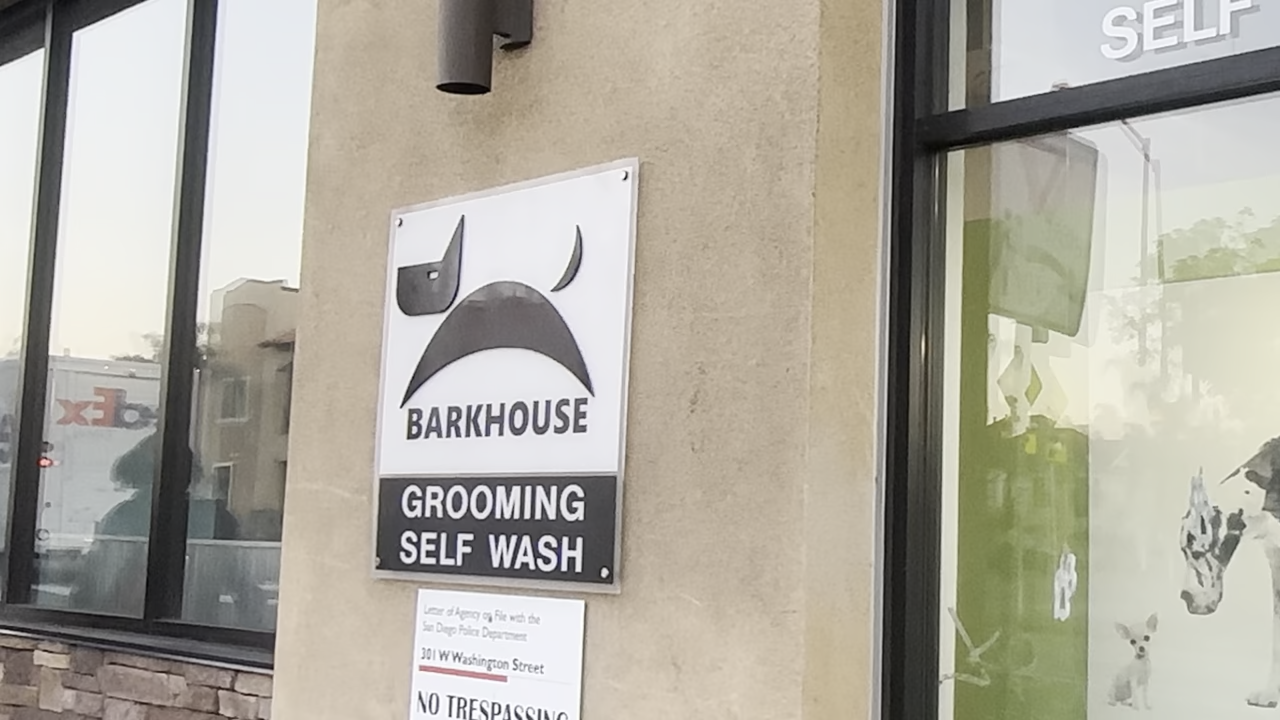 SELF
BARKHOUSE
GROOMING
SELF WASH
Letter of Agency on File with the
San Diego Police Department
301 W Washington Street
NO TRESPASSING
FedEx